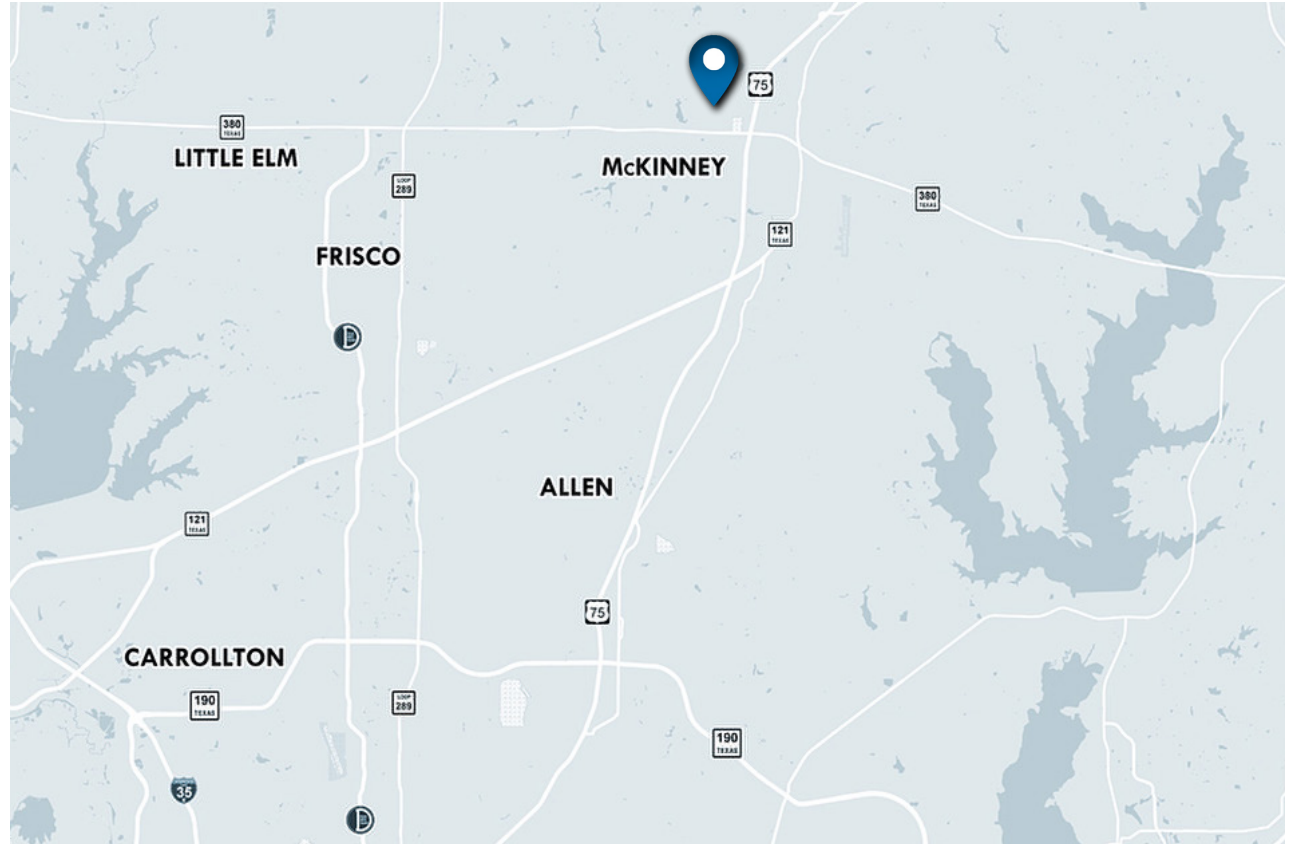 75
380
TEXAS
LITTLE ELM
McKINNEY
LOOP
289
380
TEXAS
121
TEXAS
FRISCO
D
ALLEN
121
TEXAS
75
CARROLLTON
190
TEXAS
LOOP
289
190
TEXAS
35
D